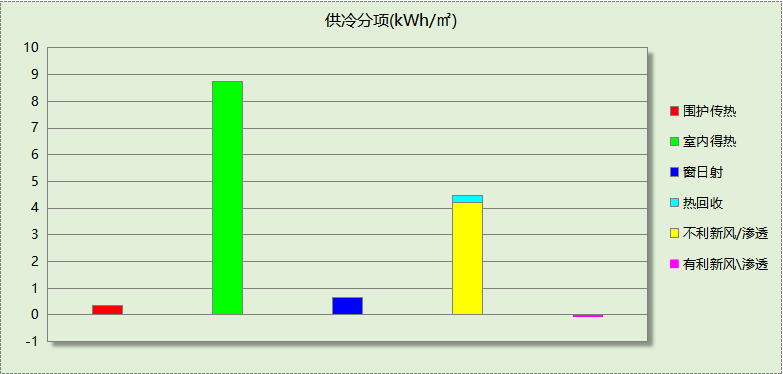 供冷分项(kWh/㎡)
10
9
8
7
6
5
4
3
2
1
0
-1
围护传热
室内得热
窗日射
热回收
不利新风/渗透
有利新风\渗透